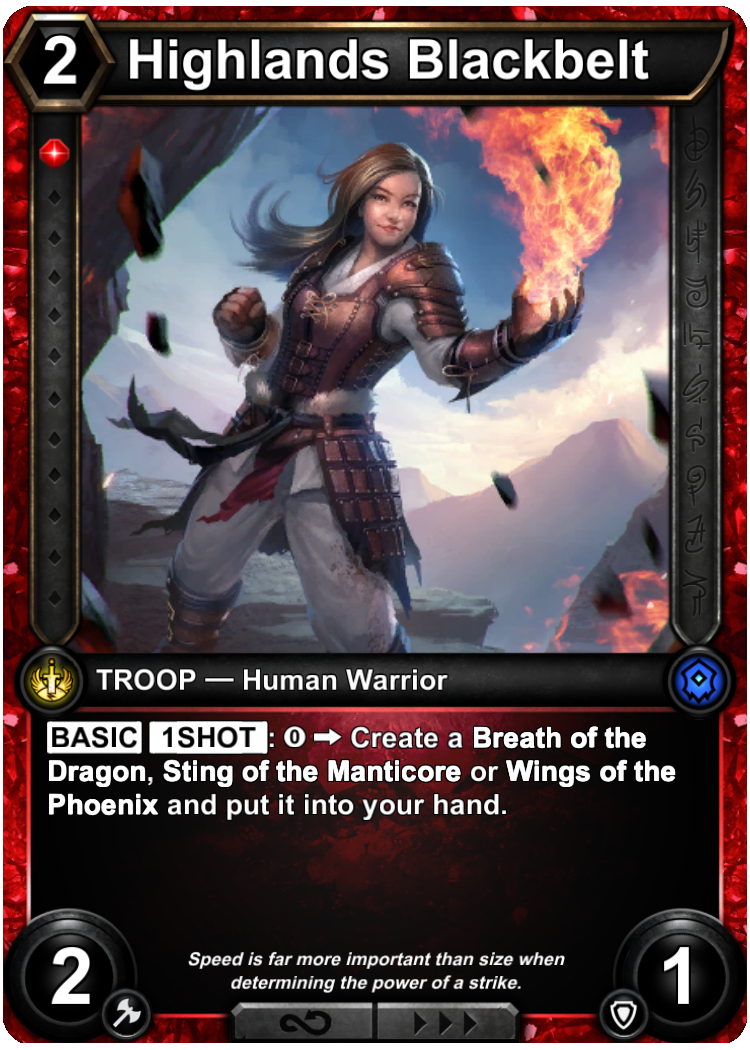 2 Highlands Blackbelt
TROOP — Human Warrior
BASIC 1SHOT: 0 → Create a Breath of the
Dragon, Sting of the Manticore or Wings of the
Phoenix and put it into your hand.
Speed is far more important than size when
determining the power of a strike.
2 1